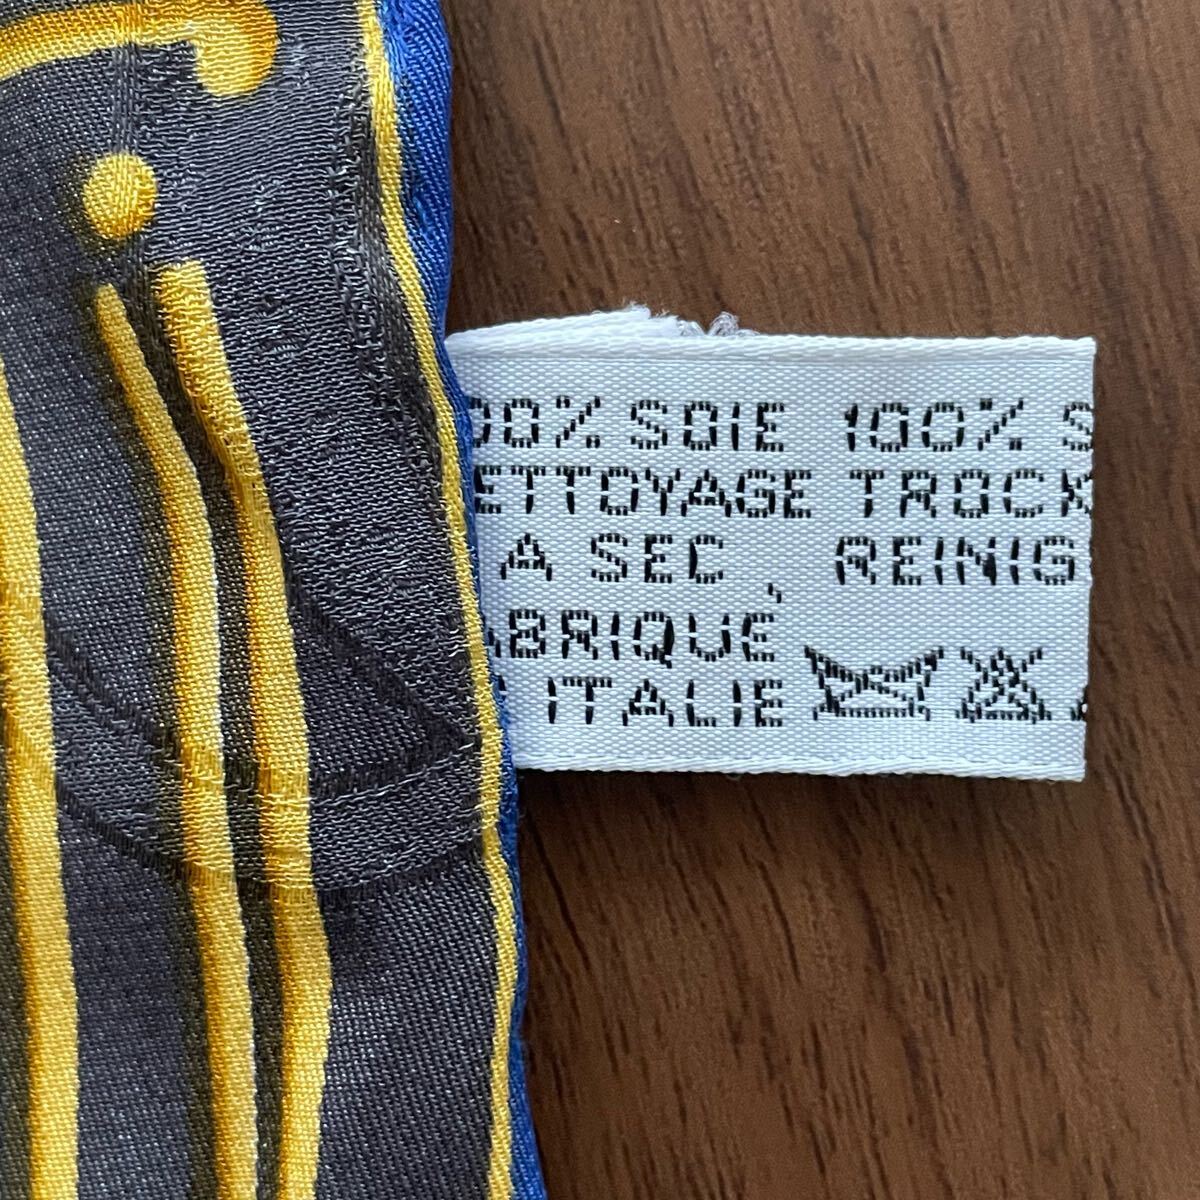 00% SOIE 100% S
ETTOYAGE TROCK
A SEC, REINIG
ABRIQUÉ
ITALIE